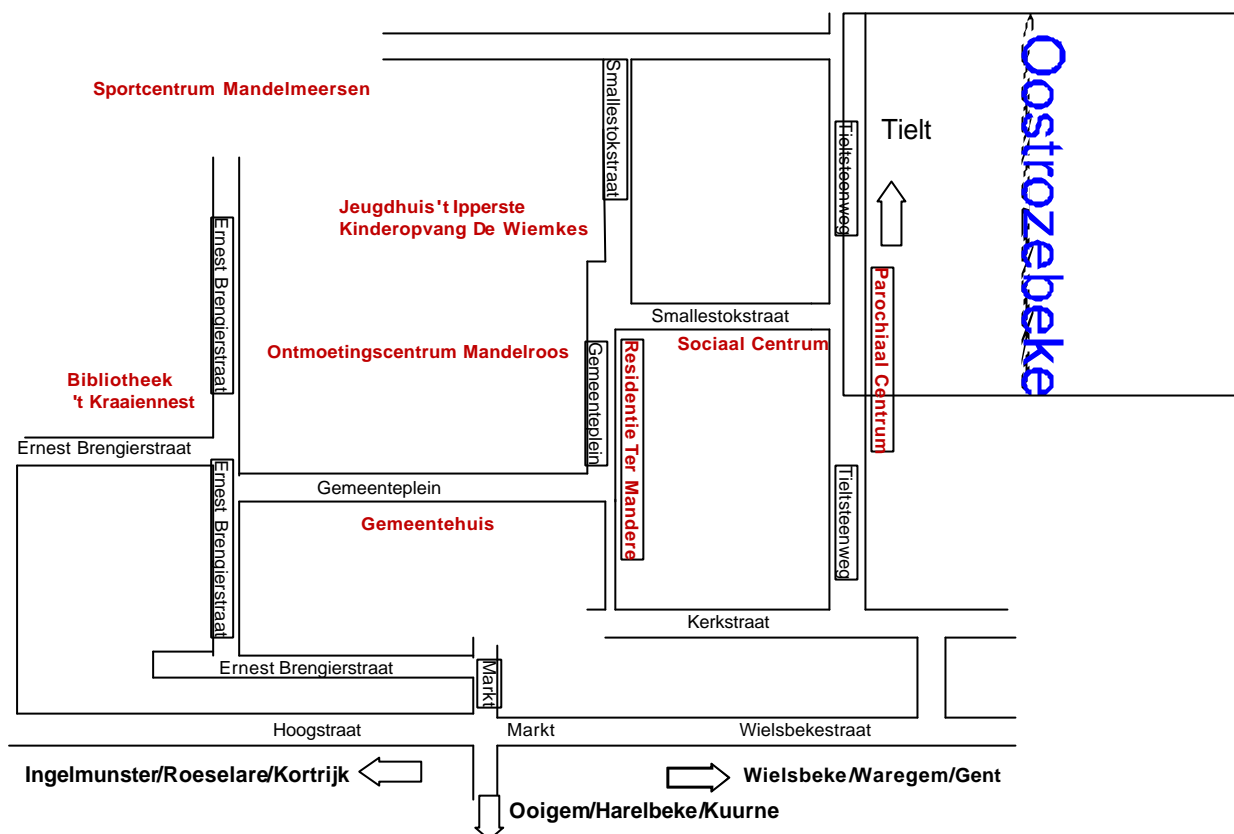 Oostrozebeke
Sportcentrum Mandelmeersen
Smallestokstraat
Tieltsteenweg
Tielt
Jeugdhuis 't Ipperste
Kinderopvang De Wiemkes
Ernest Brengierstraat
Parochiaal Centrum
Smallestokstraat
Ontmoetingscentrum Mandelroos
Gemeenteplein
Residentie Ter Mandere
Sociaal Centrum
Bibliotheek
't Kraaiennest
Ernest Brengierstraat
Ernest Brengierstraat
Gemeenteplein
Gemeentehuis
Tieltsteenweg
Kerkstraat
Ernest Brengierstraat
Markt
Hoogstraat
Markt
Wielsbekestraat
Ingelmunster/Roeselare/Kortrijk
Wielsbeke/Waregem/Gent
Ooigem/Harelbeke/Kuurne